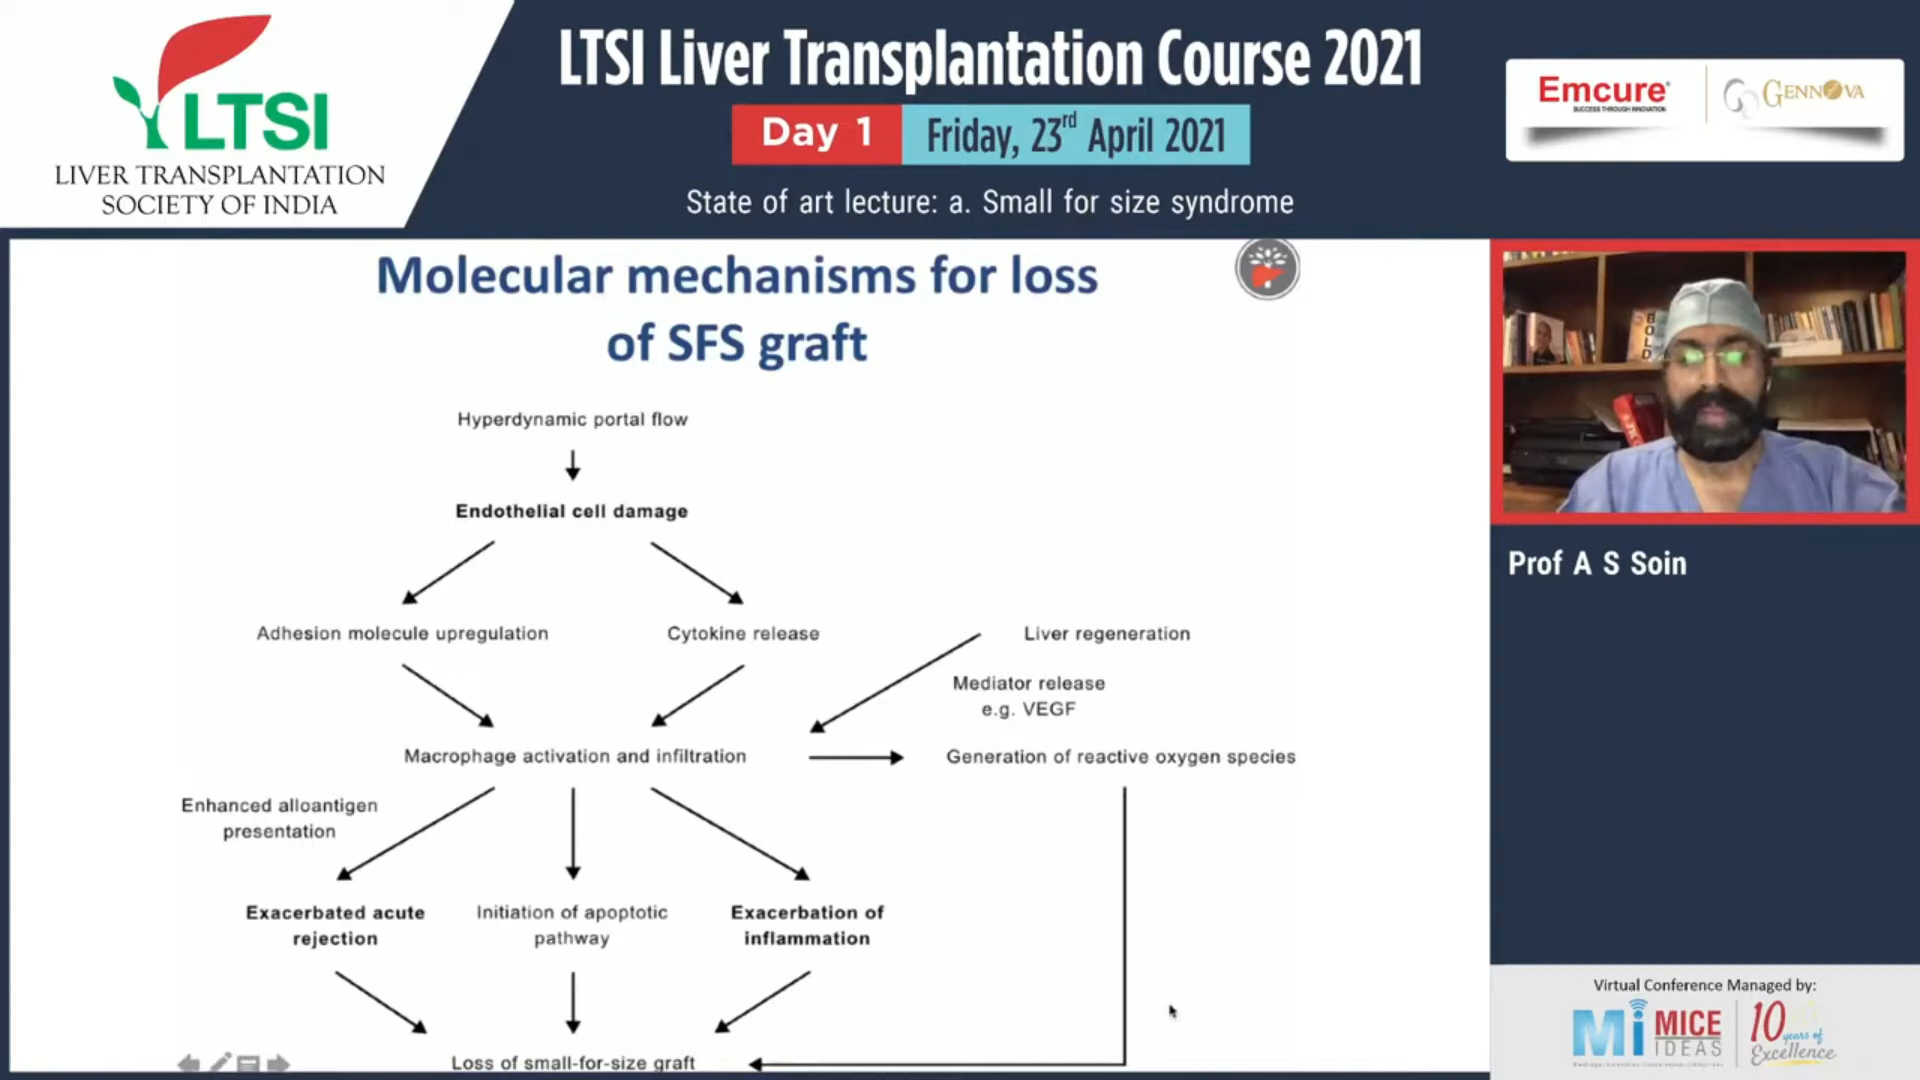 LTSI
LIVER TRANSPLANTATION
SOCIETY OF INDIA
LTSI Liver Transplantation Course 2021
Day 1
Friday, 23rd April 2021
State of art lecture: a. Small for size syndrome
Emcure
SUCCESS THROUGH INNOVATION
GENNOVA
Molecular mechanisms for loss
of SFS graft
Hyperdynamic portal flow
Endothelial cell damage
Adhesion molecule upregulation
Cytokine release
Liver regeneration
Mediator release
e.g. VEGF
Macrophage activation and infiltration
Generation of reactive oxygen species
Enhanced alloantigen
presentation
Exacerbated acute
rejection
Initiation of apoptotic
pathway
Exacerbation of
inflammation
Loss of small-for-size graft
BOLD
Prof A S Soin
Virtual Conference Managed by:
Mi
MICE
IDEAS
10
years of
Excellence